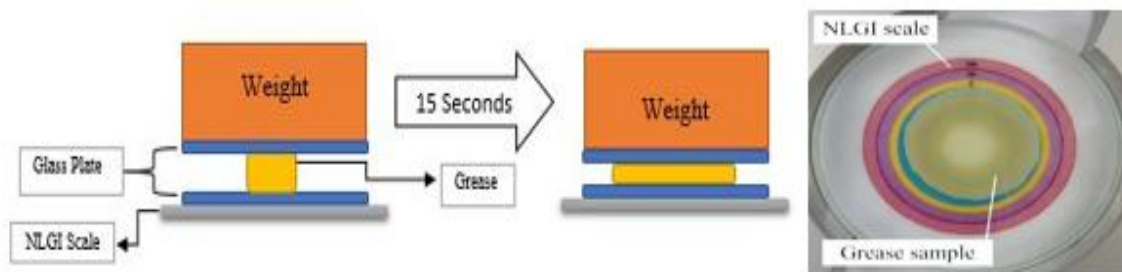 Weight
15 Seconds
Weight
Glass Plate
Grease
NLGI Scale
NLGI scale
Grease sample